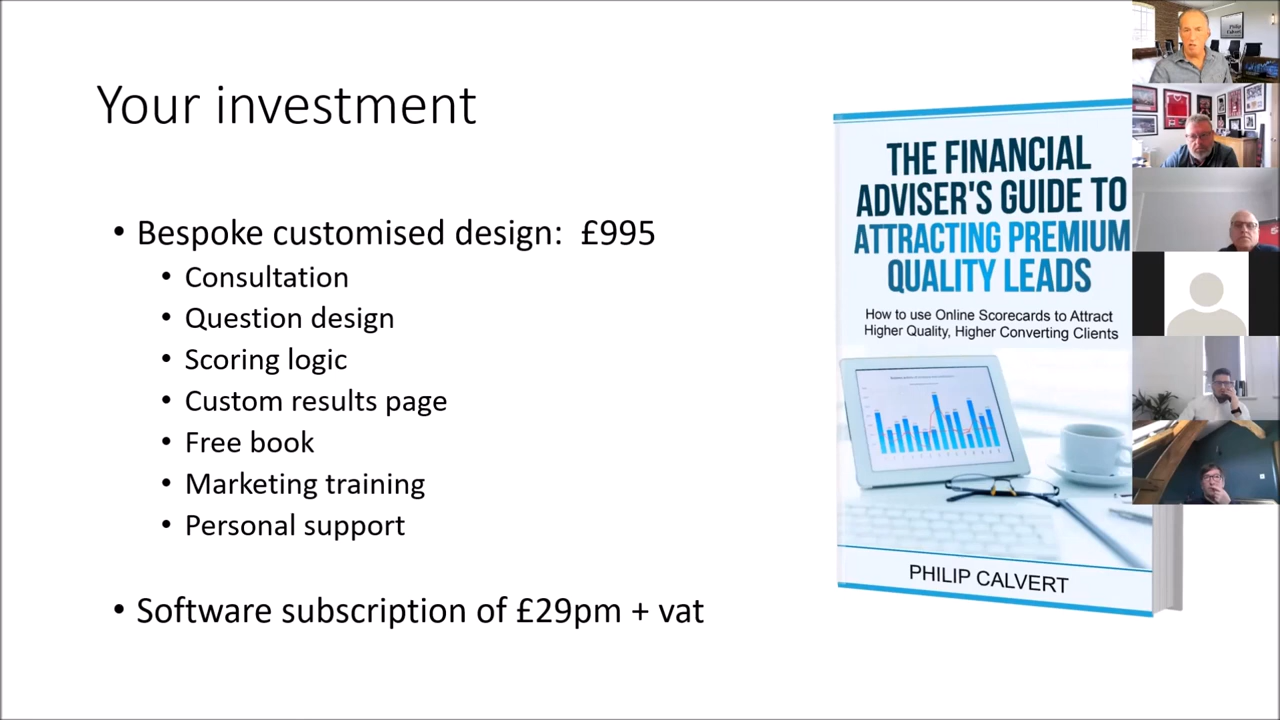 Your investment
• Bespoke customised design: £995
• Consultation
• Question design
• Scoring logic
• Custom results page
• Free book
• Marketing training
• Personal support
• Software subscription of £29pm + vat
THE FINANCIAL
ADVISER'S GUIDE TO
ATTRACTING PREMIUM
QUALITY LEADS
How to use Online Scorecards to Attract
Higher Quality, Higher Converting Clients
PHILIP CALVERT